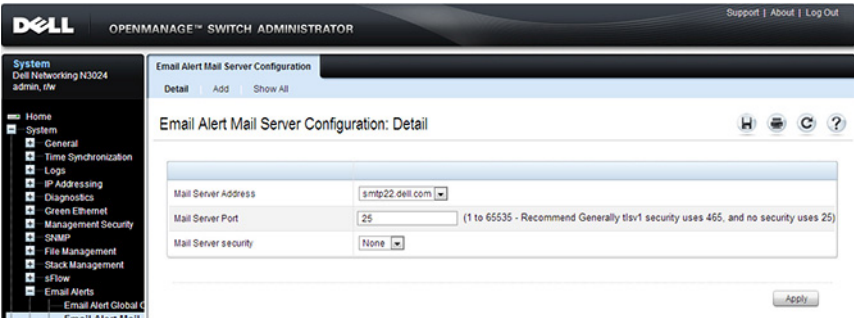 Support | About | Log Out
DELL OPENMANAGE™ SWITCH ADMINISTRATOR
System
Dell Networking N3024
admin, r/w
Home
System
General
Time Synchronization
Logs
IP Addressing
Diagnostics
Green Ethernet
Management Security
SNMP
File Management
Stack Management
sFlow
Email Alerts
Email Alert Global
Email Alert Mail
Email Alert Mail Server Configuration
Detail Add Show All
Email Alert Mail Server Configuration: Detail
Mail Server Address smtp22.dell.com
Mail Server Port 25 (1 to 65535 - Recommend Generally tlsv1 security uses 465, and no security uses 25)
Mail Server security None
Apply